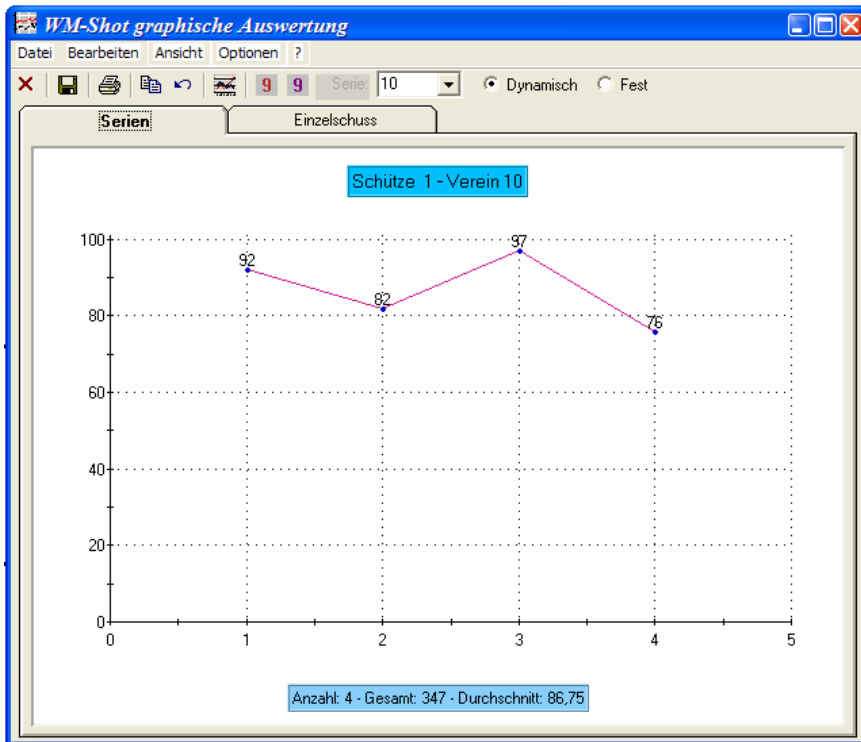 WM-Shot graphische Auswertung
Datei Bearbeiten Ansicht Optionen ?
9 9 Serie: 10 Dynamisch Fest
Serien Einzelschuss
Schütze 1 - Verein 10
100
80
60
40
20
0
92
82
97
76
0 1 2 3 4 5
Anzahl: 4 - Gesamt: 347 - Durchschnitt: 86,75